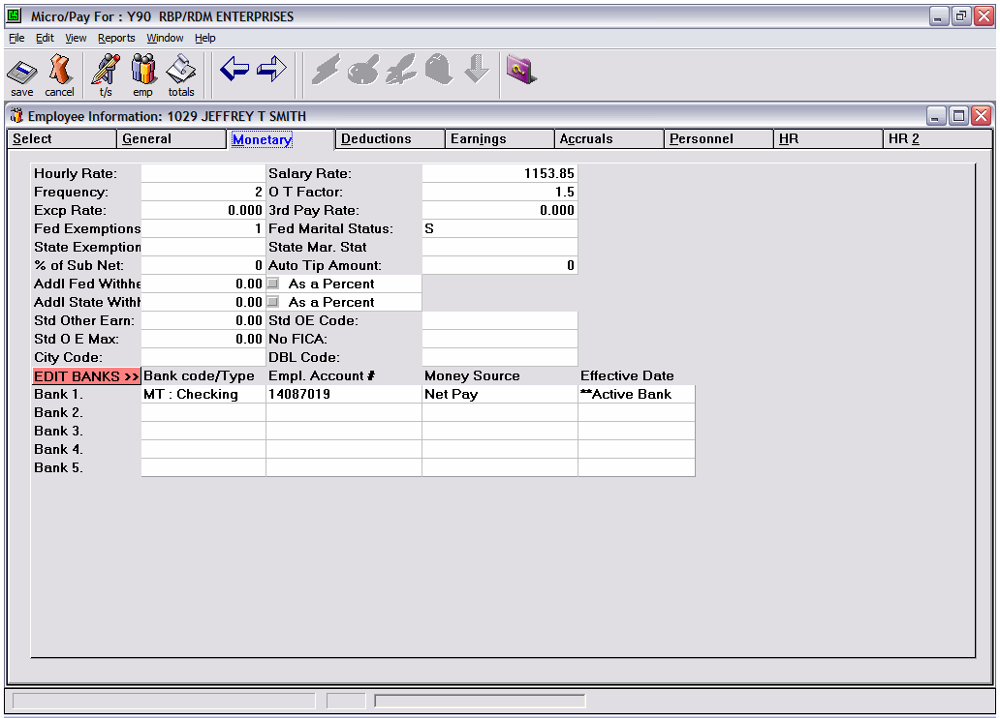 Micro/Pay For : Y90 RBP/RDM ENTERPRISES
File Edit View Reports Window Help
save cancel t/s emp totals
Employee Information: 1029 JEFFREY T SMITH
Select General Monetary Deductions Earnings Accruals Personnel HR HR 2
Hourly Rate: Salary Rate: 1153.85
Frequency: 2 O T Factor: 1.5
Excp Rate: 0.000 3rd Pay Rate: 0.000
Fed Exemptions 1 Fed Marital Status: S
State Exemption State Mar. Stat
% of Sub Net: 0 Auto Tip Amount: 0
Addl Fed Withhe 0.00 As a Percent
Addl State Withh 0.00 As a Percent
Std Other Earn: 0.00 Std OE Code:
Std O E Max: 0.00 No FICA:
City Code: DBL Code:
EDIT BANKS >> Bank code/Type Empl. Account # Money Source Effective Date
Bank 1. MT : Checking 14087019 Net Pay **Active Bank
Bank 2.
Bank 3.
Bank 4.
Bank 5.